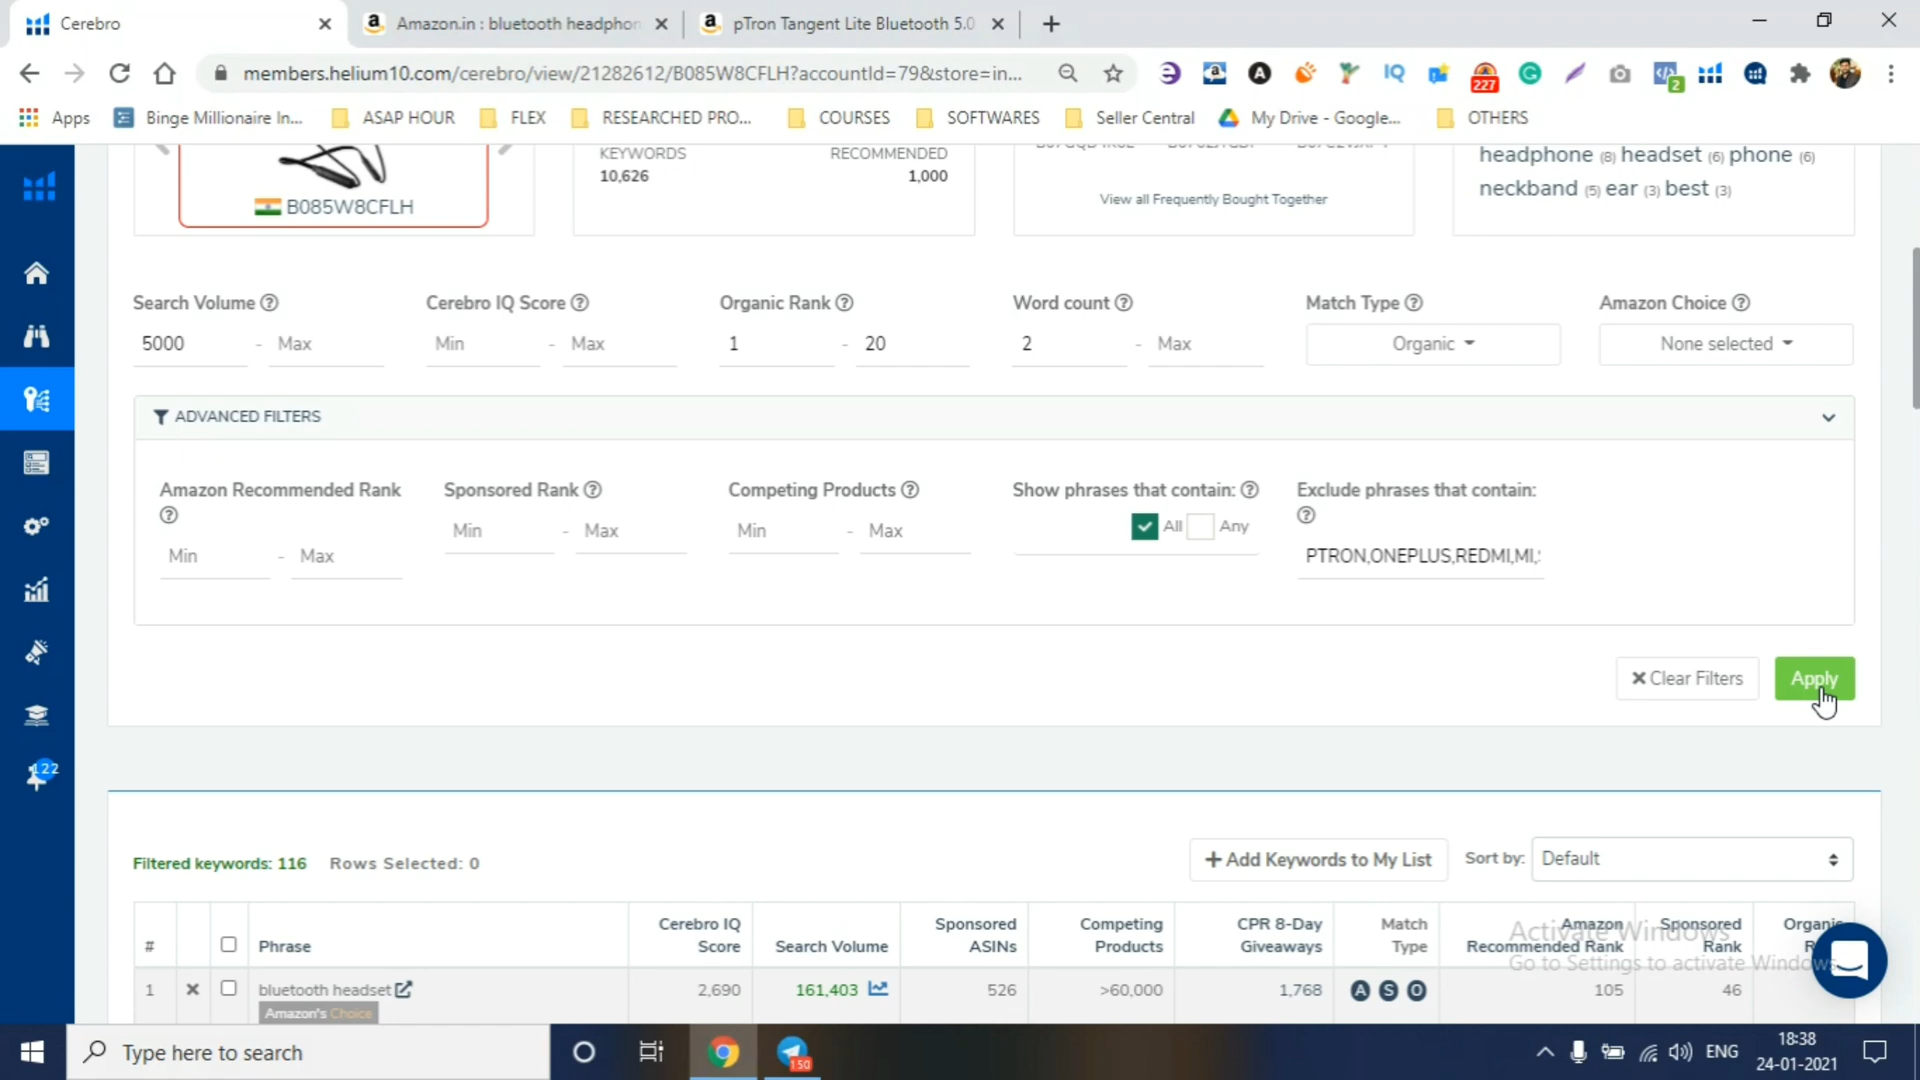 Cerebro
Amazon.in : bluetooth headphon
pTron Tangent Lite Bluetooth 5.0
members.helium10.com/cerebro/view/21282612/B085W8CFLH?accountId=79&store=in...
227
2
Apps
Binge Millionaire In...
ASAP HOUR
FLEX
RESEARCHED PRO...
COURSES
SOFTWARES
Seller Central
My Drive - Google...
OTHERS
B085W8CFLH
KEYWORDS
RECOMMENDED
10,626
1,000
View all Frequently Bought Together
headphone (8) headset (6) phone (6)
neckband (5) ear (3) best (3)
Search Volume
Cerebro IQ Score
Organic Rank
Word count
Match Type
Amazon Choice
5000 - Max
Min - Max
1 - 20
2 - Max
Organic
None selected
ADVANCED FILTERS
Amazon Recommended Rank
Sponsored Rank
Competing Products
Show phrases that contain:
Exclude phrases that contain:
Min - Max
Min - Max
Min - Max
All Any
PTRON,ONEPLUS,REDMI,MI,
Clear Filters
Apply
122
Filtered keywords: 116
Rows Selected: 0
+ Add Keywords to My List
Sort by:
Default
#
Phrase
Cerebro IQ Score
Search Volume
Sponsored ASINs
Competing Products
CPR 8-Day Giveaways
Match Type
Amazon Recommended Rank
Sponsored Rank
Organic
1
bluetooth headset
Amazon's Choice
2,690
161,403
526
>60,000
1,768
A S O
105
46
Activate Windows
Go to Settings to activate Windows
Type here to search
150
ENG
18:38
24-01-2021